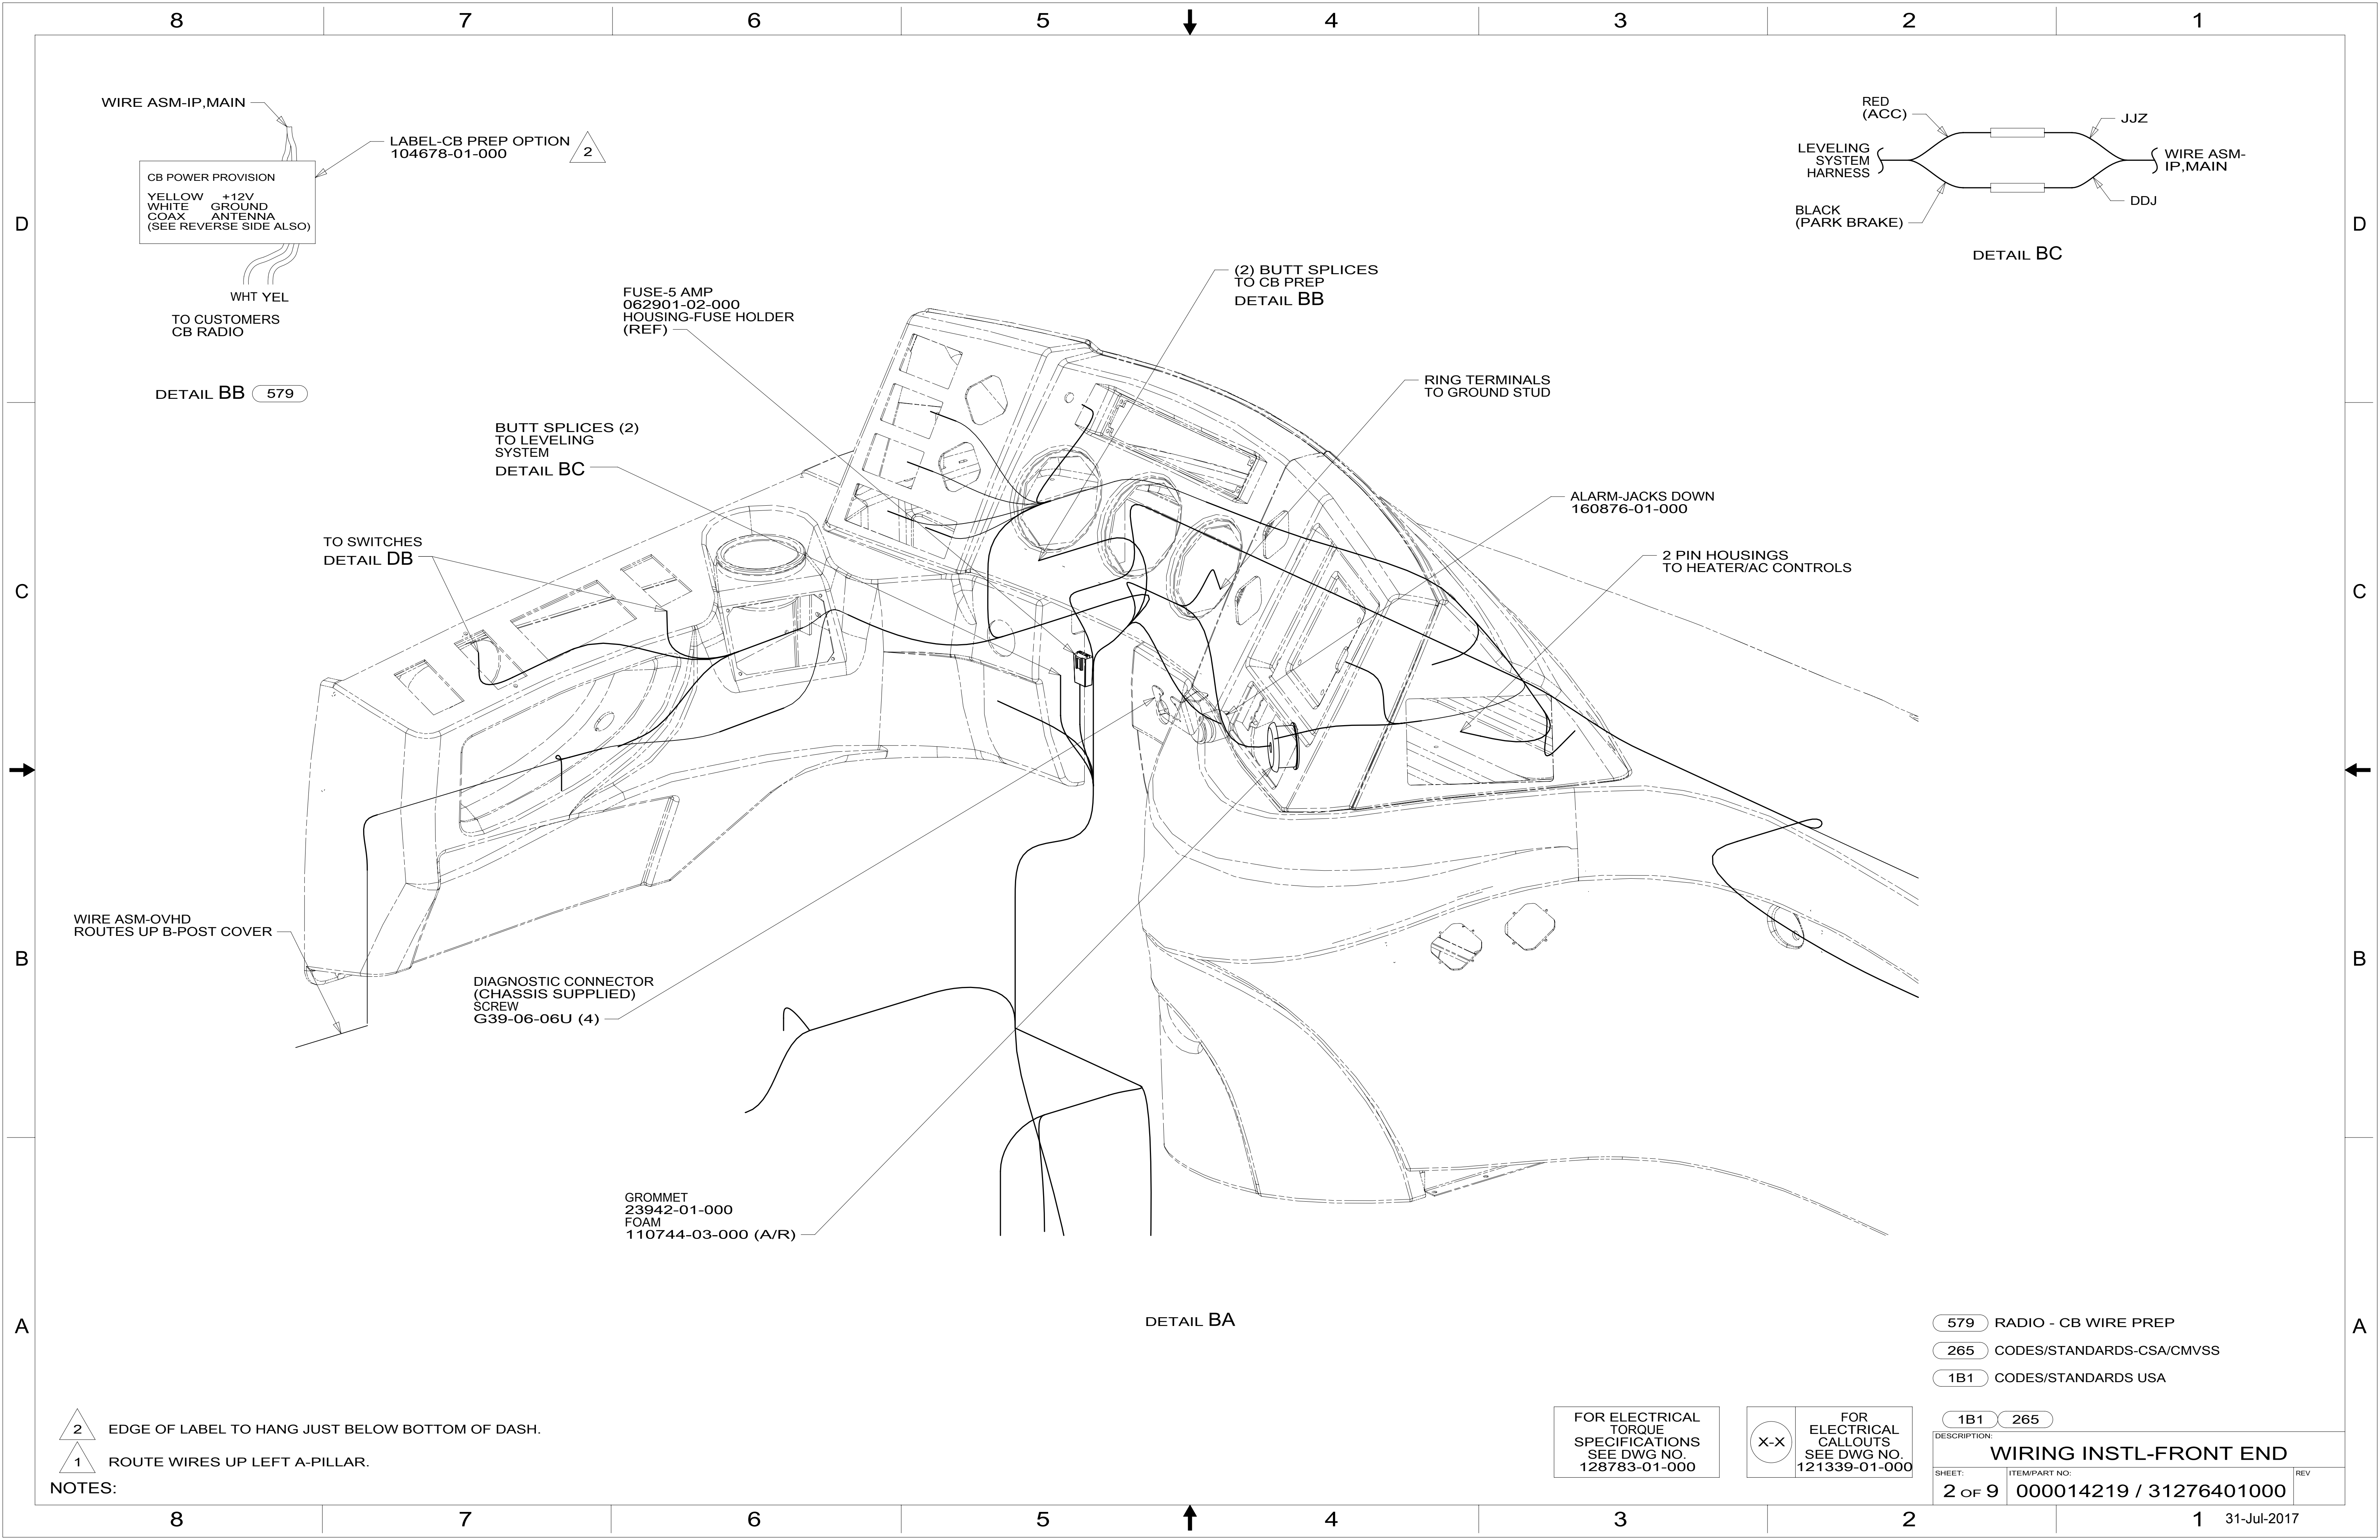 8 7 6 5 4 3 2 1
WIRE ASM-IP,MAIN
LABEL-CB PREP OPTION
104678-01-000
2
CB POWER PROVISION
YELLOW +12V
WHITE GROUND
COAX ANTENNA
(SEE REVERSE SIDE ALSO)
WHT YEL
TO CUSTOMERS
CB RADIO
DETAIL BB 579
RED
(ACC)
JJZ
LEVELING
SYSTEM
HARNESS
WIRE ASM-
IP,MAIN
BLACK
(PARK BRAKE)
DDJ
DETAIL BC
D
D
FUSE-5 AMP
062901-02-000
HOUSING-FUSE HOLDER
(REF)
(2) BUTT SPLICES
TO CB PREP
DETAIL BB
RING TERMINALS
TO GROUND STUD
BUTT SPLICES (2)
TO LEVELING
SYSTEM
DETAIL BC
ALARM-JACKS DOWN
160876-01-000
TO SWITCHES
DETAIL DB
2 PIN HOUSINGS
TO HEATER/AC CONTROLS
C
C
WIRE ASM-OVHD
ROUTES UP B-POST COVER
B
B
DIAGNOSTIC CONNECTOR
(CHASSIS SUPPLIED)
SCREW
G39-06-06U (4)
GROMMET
23942-01-000
FOAM
110744-03-000 (A/R)
DETAIL BA
A
A
579 RADIO - CB WIRE PREP
265 CODES/STANDARDS-CSA/CMVSS
1B1 CODES/STANDARDS USA
2 EDGE OF LABEL TO HANG JUST BELOW BOTTOM OF DASH.
1 ROUTE WIRES UP LEFT A-PILLAR.
NOTES:
FOR ELECTRICAL
TORQUE
SPECIFICATIONS
SEE DWG NO.
128783-01-000
X-X
FOR
ELECTRICAL
CALLOUTS
SEE DWG NO.
121339-01-000
1B1 265
DESCRIPTION:
WIRING INSTL-FRONT END
SHEET:
2 OF 9
ITEM/PART NO:
000014219 / 31276401000
REV
8 7 6 5 4 3 2 1
31-Jul-2017